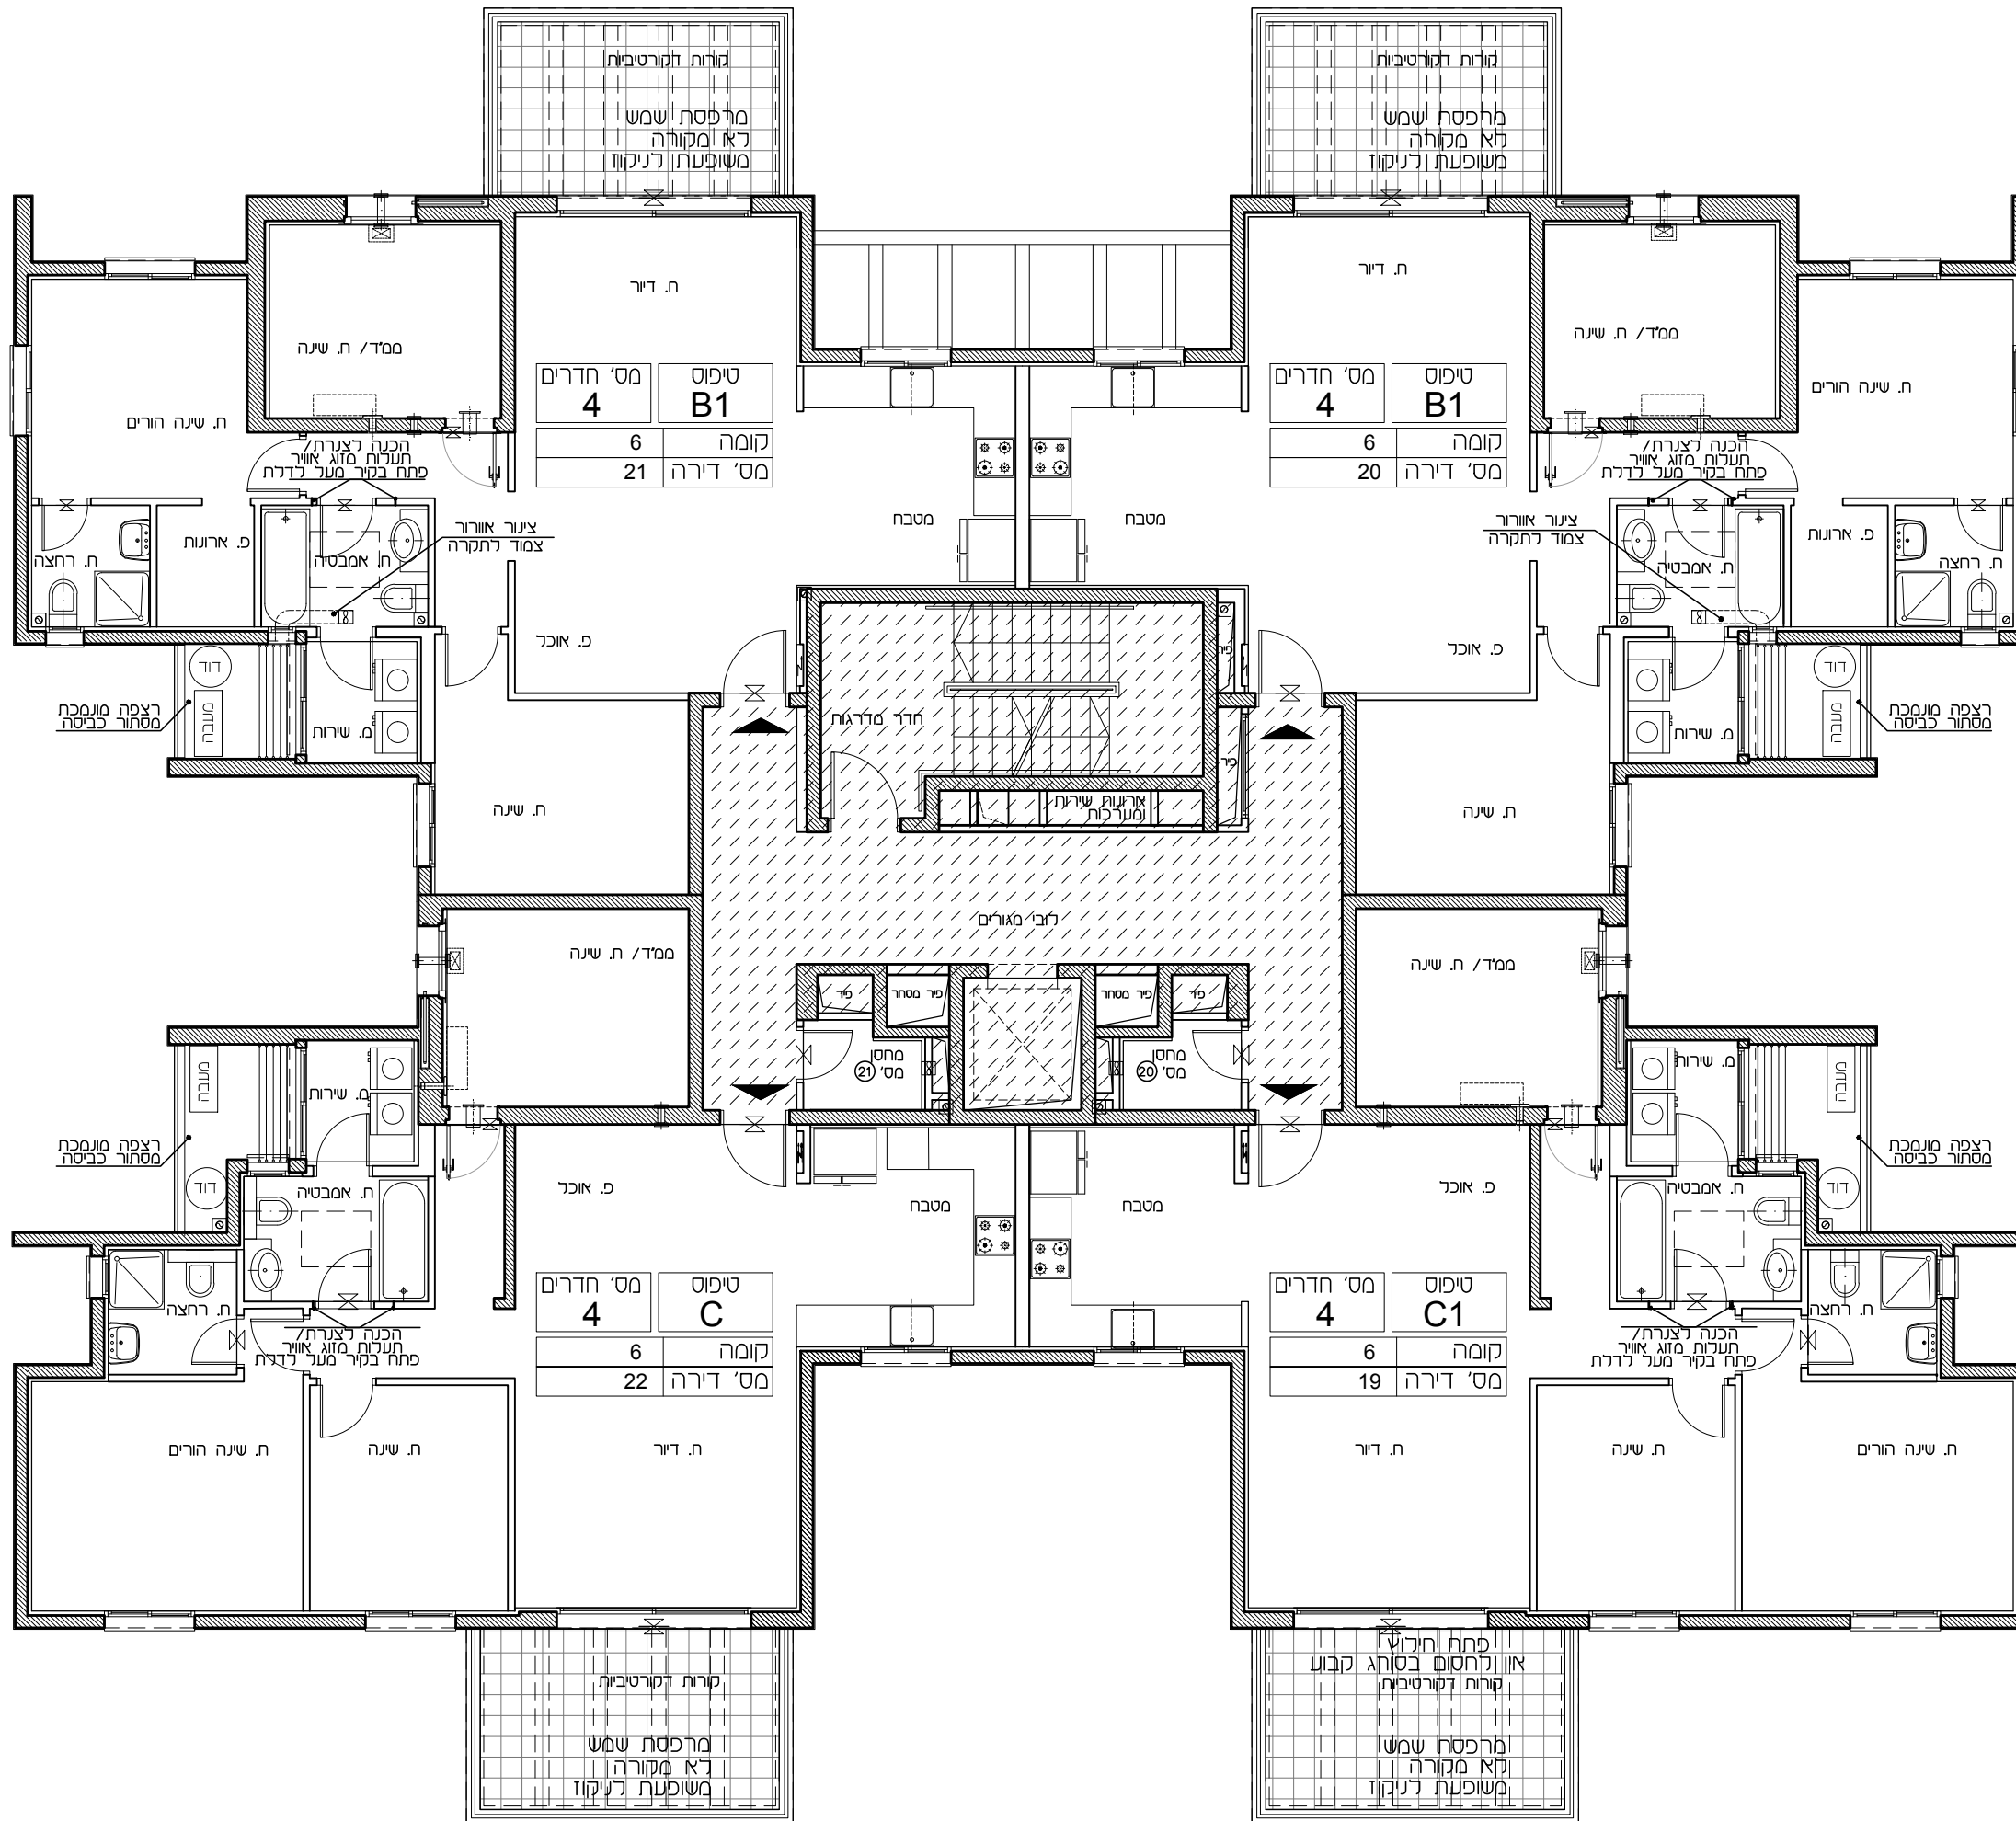 קורות דקורטיביות
מרפסת שמש
לא מקורה
משופעת לניקוז
קורות דקורטיביות
מרפסת שמש
לא מקורה
משופעת לניקוז
ח. דיור
ממ"ד/ ח. שינה
ח. שינה הורים
טיפוס
B1
מס' חדרים
4
קומה 6
מס' דירה 20
הכנה לצנרת/
תעלות מזוג אוויר
פתח בקיר מעל לדלת
צינור אוורור
צמוד לתקרה
מטבח
פ. ארונות
ח. רחצה
ח. אמבטיה
פ. אוכל
פיר
דוד
מעבה
מ. שירות
רצפה מונמכת
מסתור כביסה
פיר
ח. שינה
ח. דיור
ממ"ד/ ח. שינה
ח. שינה הורים
טיפוס
B1
מס' חדרים
4
קומה 6
מס' דירה 21
הכנה לצנרת/
תעלות מזוג אוויר
פתח בקיר מעל לדלת
צינור אוורור
צמוד לתקרה
מטבח
פ. ארונות
ח. רחצה
ח. אמבטיה
פ. אוכל
דוד
מעבה
מ. שירות
רצפה מונמכת
מסתור כביסה
ח. שינה
חדר מדרגות
ארונות שירות
ומערכות
לובי מגורים
פיר
פיר מסחר
פיר מסחר
פיר
מחסן
מס' 20
מחסן
מס' 21
ממ"ד/ ח. שינה
מ. שירות
מעבה
דוד
רצפה מונמכת
מסתור כביסה
ח. אמבטיה
פ. אוכל
מטבח
טיפוס
C1
מס' חדרים
4
קומה 6
מס' דירה 19
ח. רחצה
הכנה לצנרת/
תעלות מזוג אוויר
פתח בקיר מעל לדלת
ח. שינה הורים
ח. שינה
ח. דיור
פתח חילוץ
אין לחסום בסורג קבוע
קורות דקורטיביות
מרפסת שמש
לא מקורה
משופעת לניקוז
ממ"ד/ ח. שינה
מ. שירות
מעבה
דוד
רצפה מונמכת
מסתור כביסה
ח. אמבטיה
פ. אוכל
מטבח
טיפוס
C
מס' חדרים
4
קומה 6
מס' דירה 22
ח. רחצה
הכנה לצנרת/
תעלות מזוג אוויר
פתח בקיר מעל לדלת
ח. דיור
ח. שינה
ח. שינה הורים
קורות דקורטיביות
מרפסת שמש
לא מקורה
משופעת לניקוז